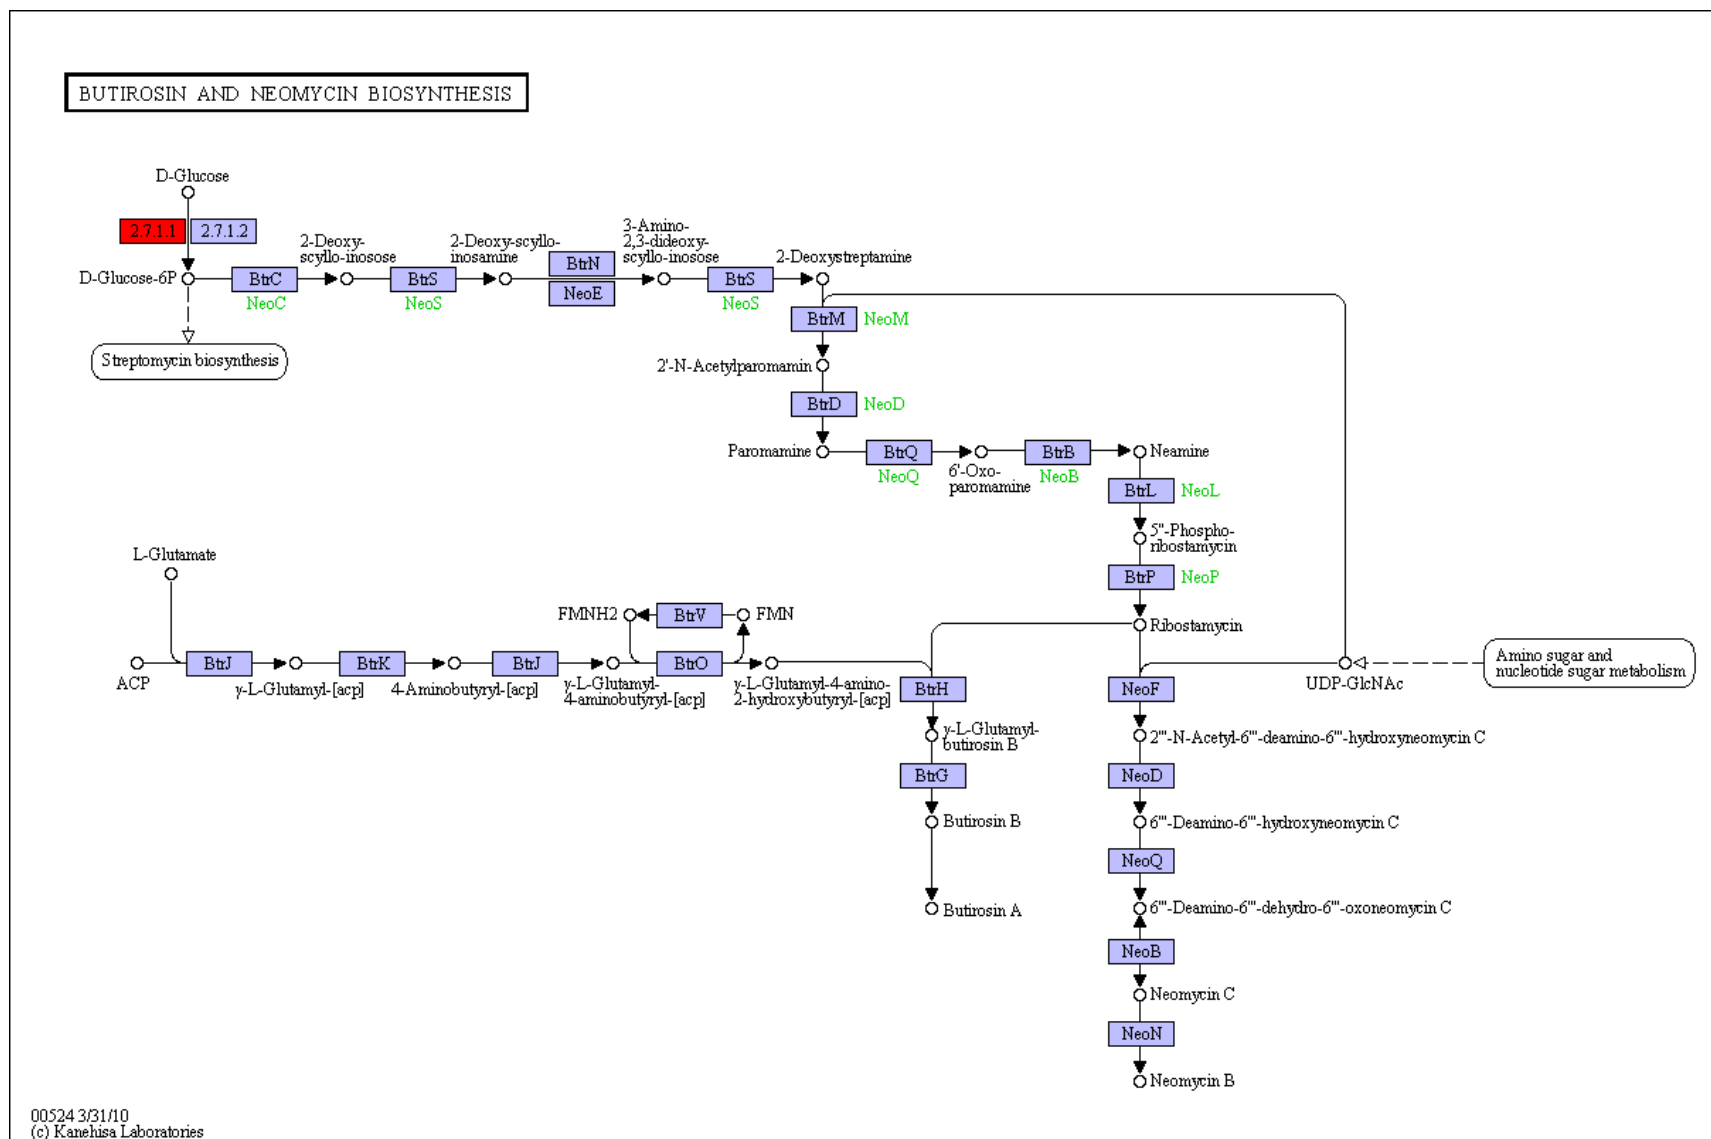 BUTIROSIN AND NEOMYCIN BIOSYNTHESIS
D-Glucose
2.7.1.1
2.7.1.2
D-Glucose-6P
BtrC
NeoC
2-Deoxy-
scyllo-inosose
BtrS
NeoS
2-Deoxy-scyllo-
inosamine
BtrN
NeoE
3-Amino-
2,3-dideoxy-
scyllo-inosose
BtrS
NeoS
2-Deoxystreptamine
Streptomycin biosynthesis
BtrM
NeoM
2'-N-Acetylparomamin
BtrD
NeoD
Paromamine
BtrQ
NeoQ
6'-Oxo-
paromamine
BtrB
NeoB
Neamine
BtrL
NeoL
5"-Phospho-
ribostamycin
BtrP
NeoP
Ribostamycin
L-Glutamate
FMNH2
BtrV
FMN
ACP
BtrJ
γ-L-Glutamyl-[acp]
BtrK
4-Aminobutyryl-[acp]
BtrJ
γ-L-Glutamyl-
4-aminobutyryl-[acp]
BtrO
γ-L-Glutamyl-4-amino-
2-hydroxybutyryl-[acp]
BtrH
NeoF
UDP-GlcNAc
Amino sugar and
nucleotide sugar metabolism
γ-L-Glutamyl-
butirosin B
2'''-N-Acetyl-6'''-deamino-6'''-hydroxyneomycin C
BtrG
NeoD
Butirosin B
6'''-Deamino-6'''-hydroxyneomycin C
NeoQ
Butirosin A
6'''-Deamino-6'''-dehydro-6'''-oxoneomycin C
NeoB
Neomycin C
NeoN
Neomycin B
00524 3/31/10
(c) Kanehisa Laboratories